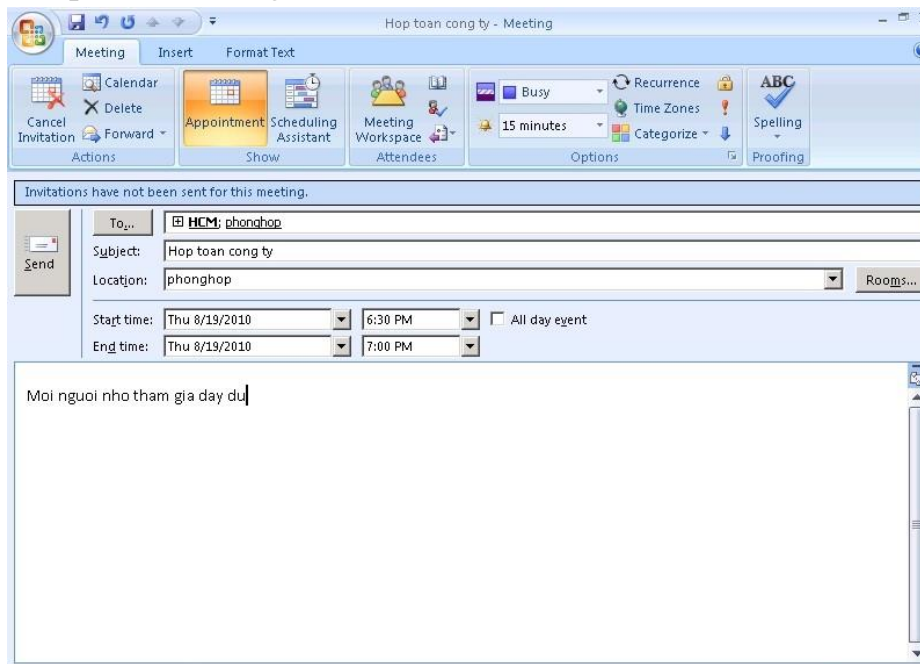 Hop toan cong ty - Meeting
Meeting Insert Format Text
Cancel Invitation
Calendar
Delete
Forward
Actions
Appointment
Scheduling Assistant
Show
Meeting Workspace
Attendees
Busy
15 minutes
Recurrence
Time Zones
Categorize
Options
ABC
Spelling
Proofing
Invitations have not been sent for this meeting.
Send
To... HCM; phonghop
Subject: Hop toan cong ty
Location: phonghop Rooms...
Start time: Thu 8/19/2010 6:30 PM All day event
End time: Thu 8/19/2010 7:00 PM
Moi nguoi nho tham gia day du